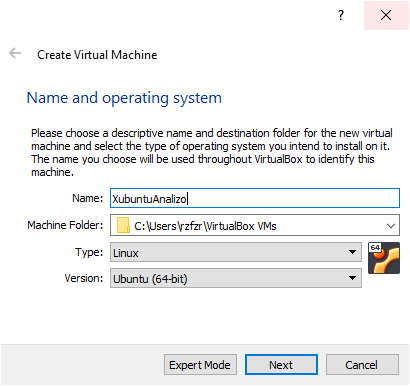 ?
Create Virtual Machine
Name and operating system
Please choose a descriptive name and destination folder for the new virtual
machine and select the type of operating system you intend to install on it.
The name you choose will be used throughout VirtualBox to identify this
machine.
Name: XubuntuAnalizo
Machine Folder: C:\Users\rzfzr\VirtualBox VMs
Type: Linux
64
Version: Ubuntu (64-bit)
Expert Mode Next Cancel